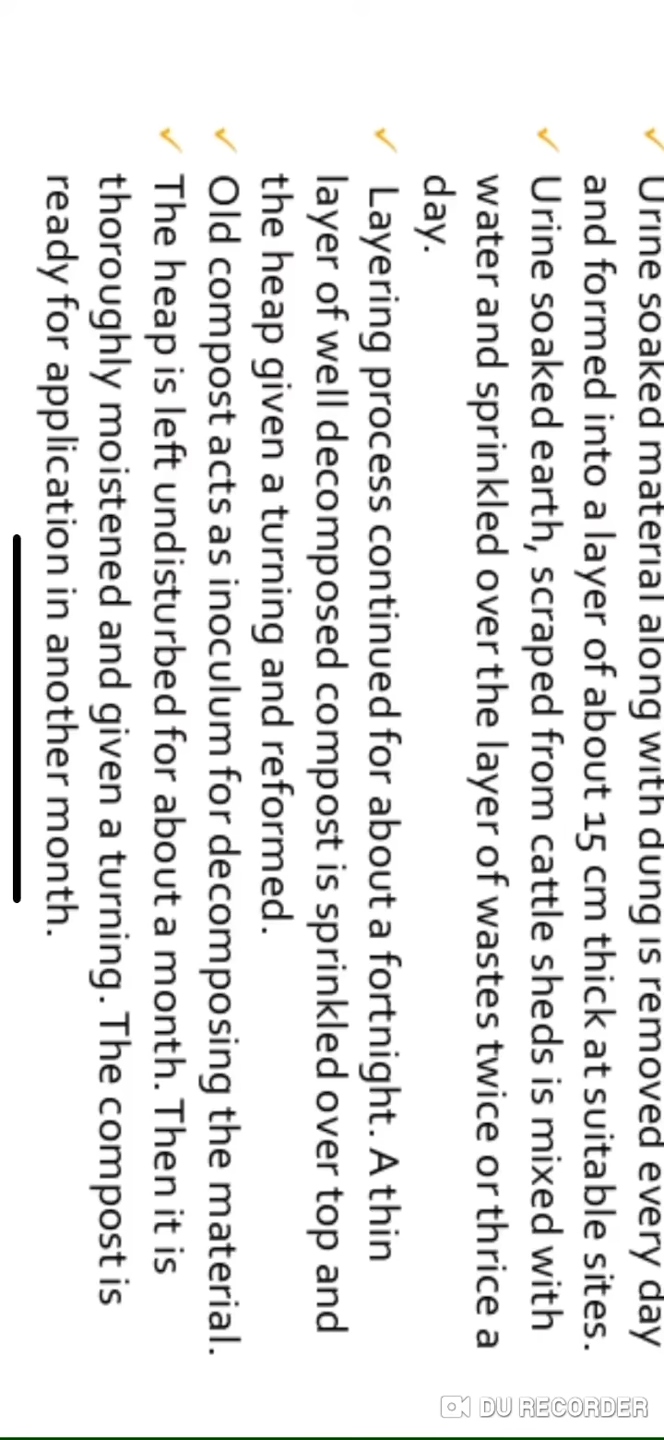 ✓ Urine soaked material along with dung is removed every day
and formed into a layer of about 15 cm thick at suitable sites.
✓ Urine soaked earth, scraped from cattle sheds is mixed with
water and sprinkled over the layer of wastes twice or thrice a
day.
✓ Layering process continued for about a fortnight. A thin
layer of well decomposed compost is sprinkled over top and
the heap given a turning and reformed.
✓ Old compost acts as inoculum for decomposing the material.
✓ The heap is left undisturbed for about a month. Then it is
thoroughly moistened and given a turning. The compost is
ready for application in another month.
DU RECORDER